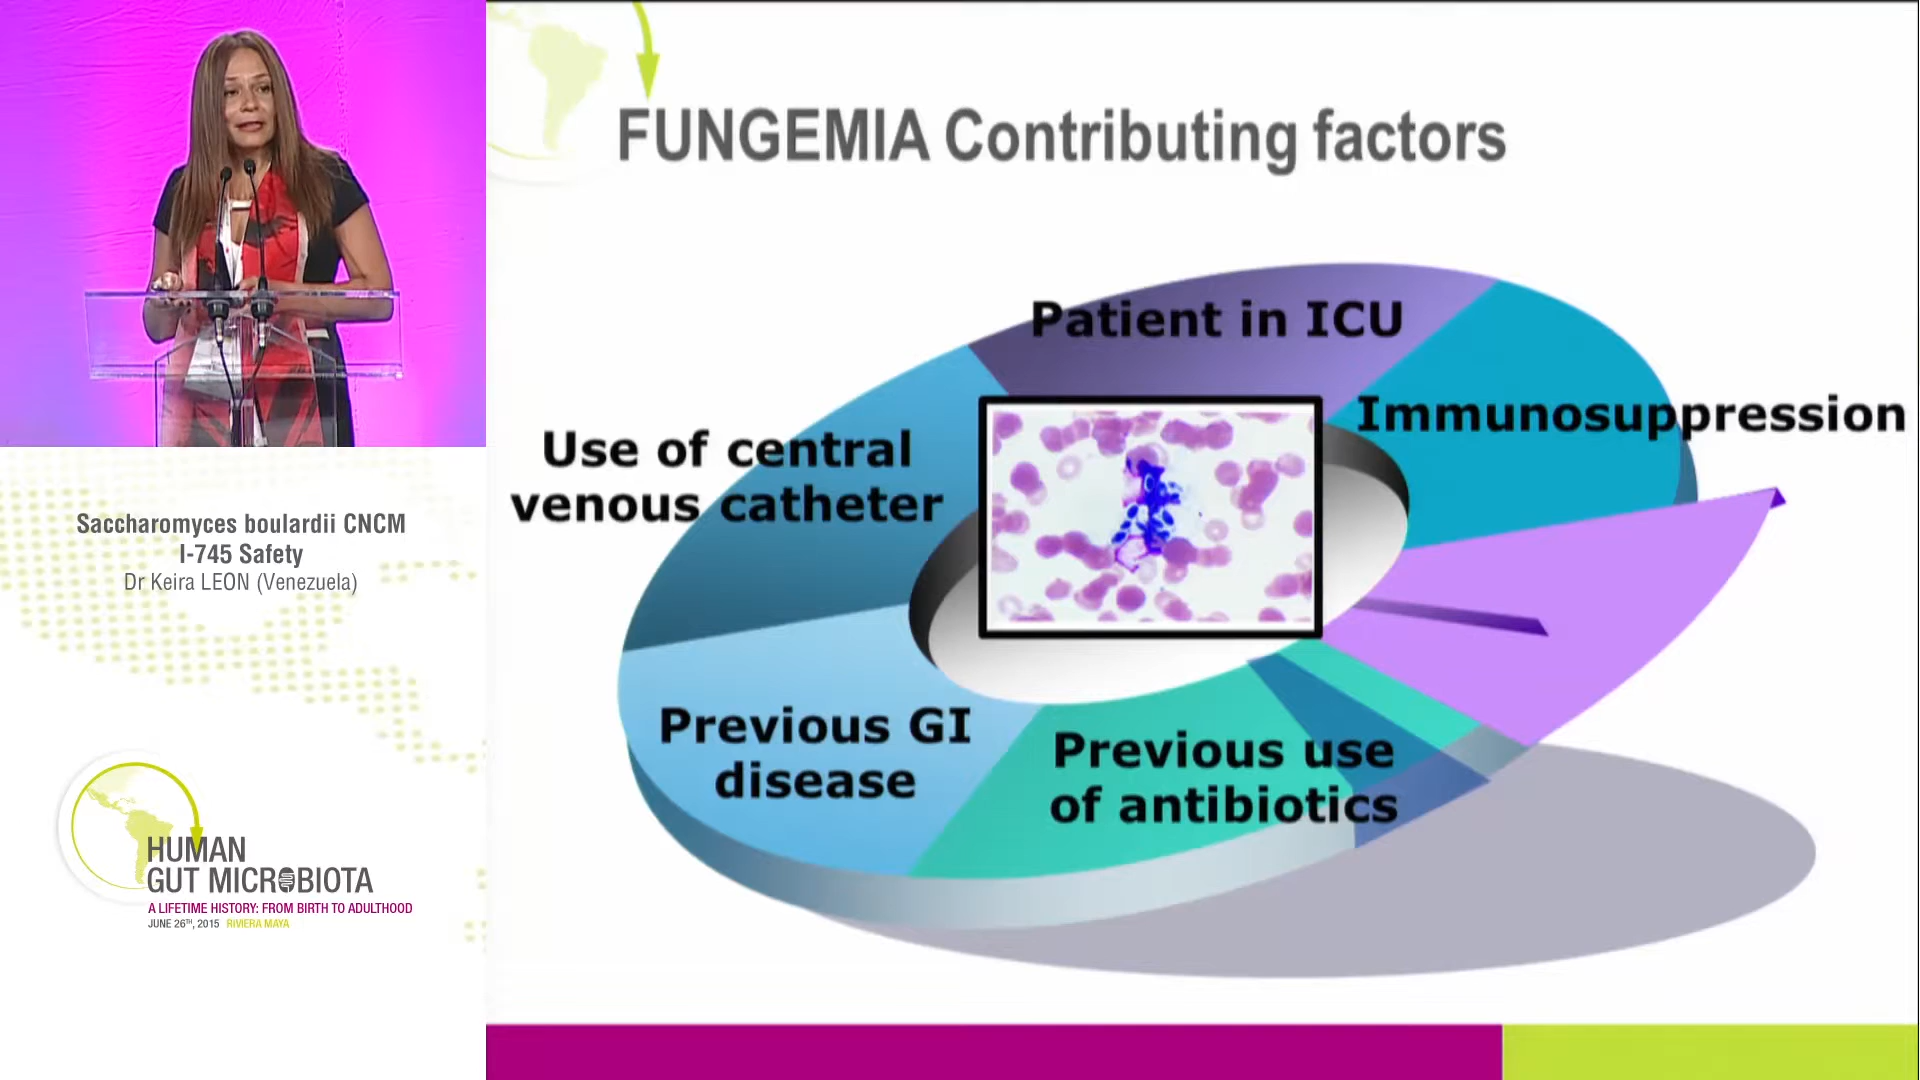 FUNGEMIA Contributing factors
Patient in ICU
Immunosuppression
Use of central
venous catheter
Previous GI
disease
Previous use
of antibiotics
Saccharomyces boulardii CNCM
I-745 Safety
Dr Keira LEON (Venezuela)
HUMAN
GUT MICROBIOTA
A LIFETIME HISTORY: FROM BIRTH TO ADULTHOOD
JUNE 26TH, 2015 RIVIERA MAYA